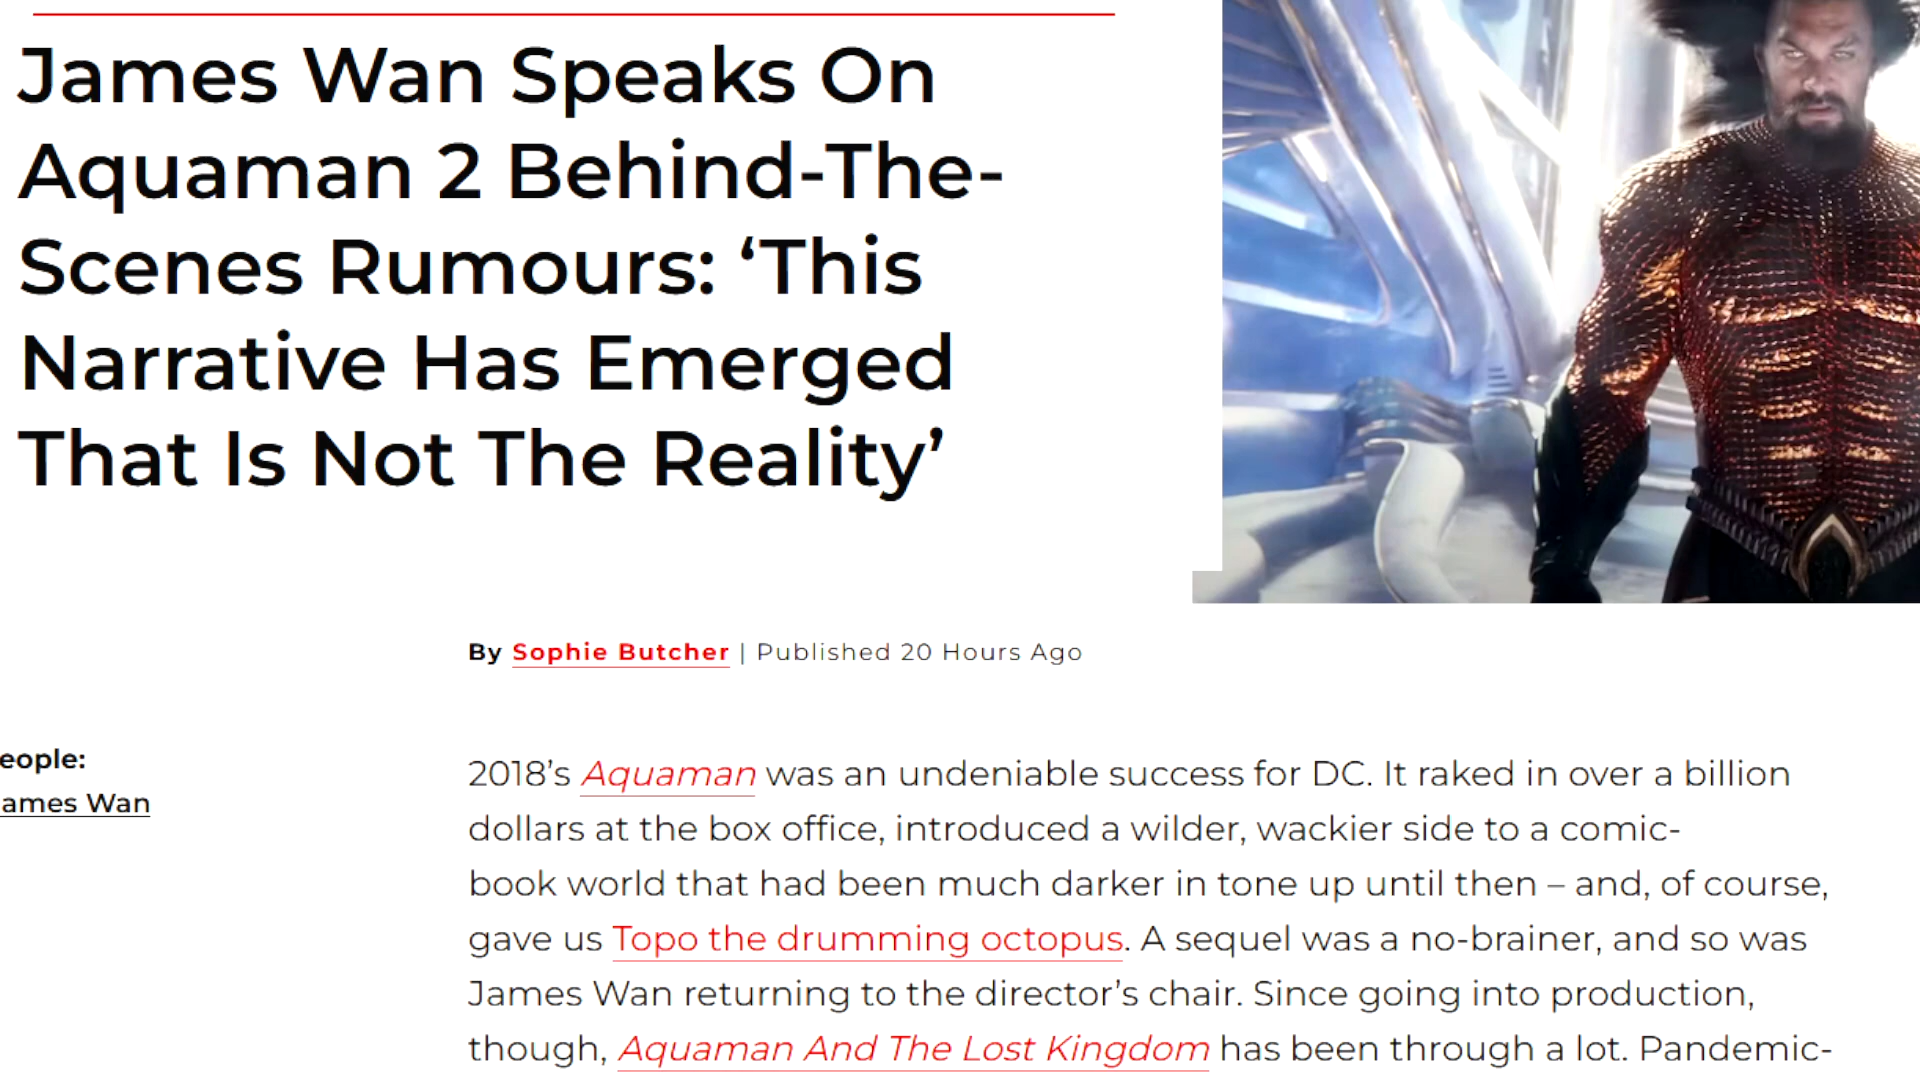 James Wan Speaks On
Aquaman 2 Behind-The-
Scenes Rumours: ‘This
Narrative Has Emerged
That Is Not The Reality’
By Sophie Butcher | Published 20 Hours Ago
eople:
ames Wan
2018’s Aquaman was an undeniable success for DC. It raked in over a billion
dollars at the box office, introduced a wilder, wackier side to a comic-
book world that had been much darker in tone up until then – and, of course,
gave us Topo the drumming octopus. A sequel was a no-brainer, and so was
James Wan returning to the director’s chair. Since going into production,
though, Aquaman And The Lost Kingdom has been through a lot. Pandemic-